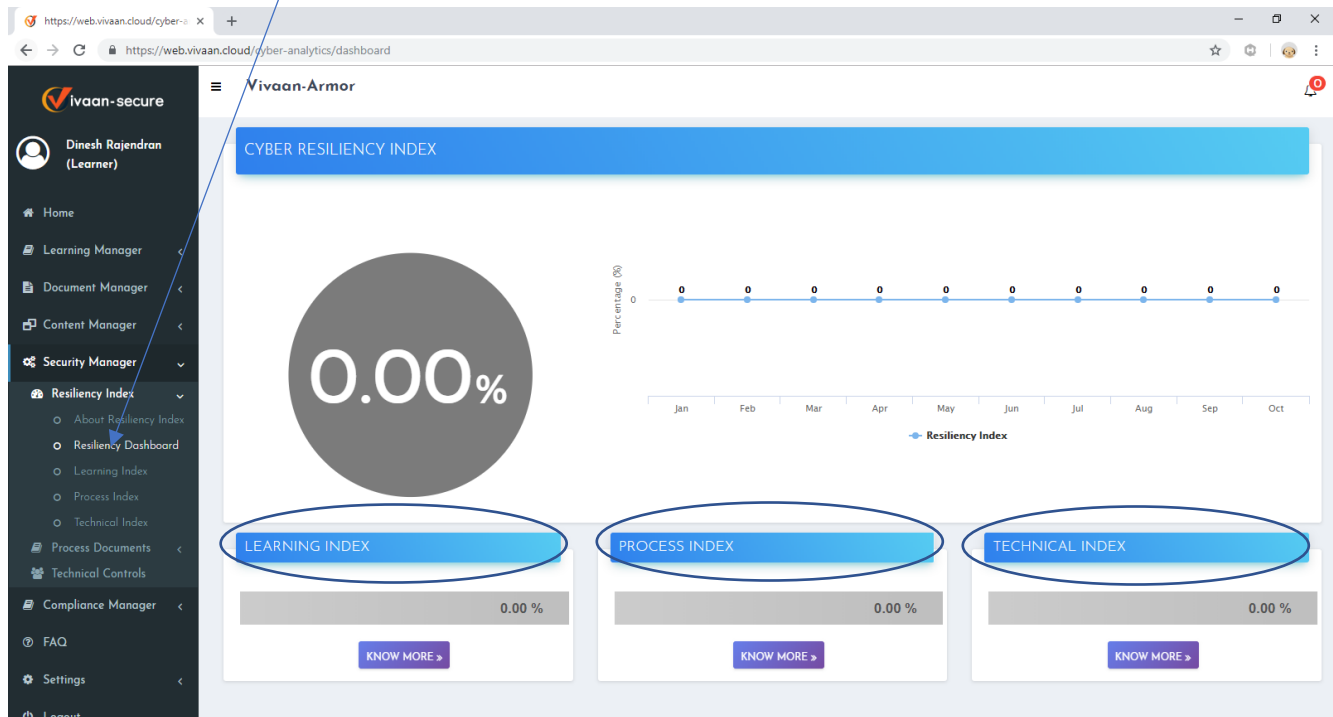 https://web.vivaan.cloud/cyber-a
https://web.vivaan.cloud/cyber-analytics/dashboard
Vivaan-secure
Vivaan-Armor
0
Dinesh Rajendran
(Learner)
Home
Learning Manager
Document Manager
Content Manager
Security Manager
Resiliency Index
About Resiliency Index
Resiliency Dashboard
Learning Index
Process Index
Technical Index
Process Documents
Technical Controls
Compliance Manager
FAQ
Settings
Logout
CYBER RESILIENCY INDEX
0.00%
Percentage (%)
0
0 0 0 0 0 0 0 0 0 0
Jan Feb Mar Apr May Jun Jul Aug Sep Oct
Resiliency Index
LEARNING INDEX
0.00 %
KNOW MORE »
PROCESS INDEX
0.00 %
KNOW MORE »
TECHNICAL INDEX
0.00 %
KNOW MORE »